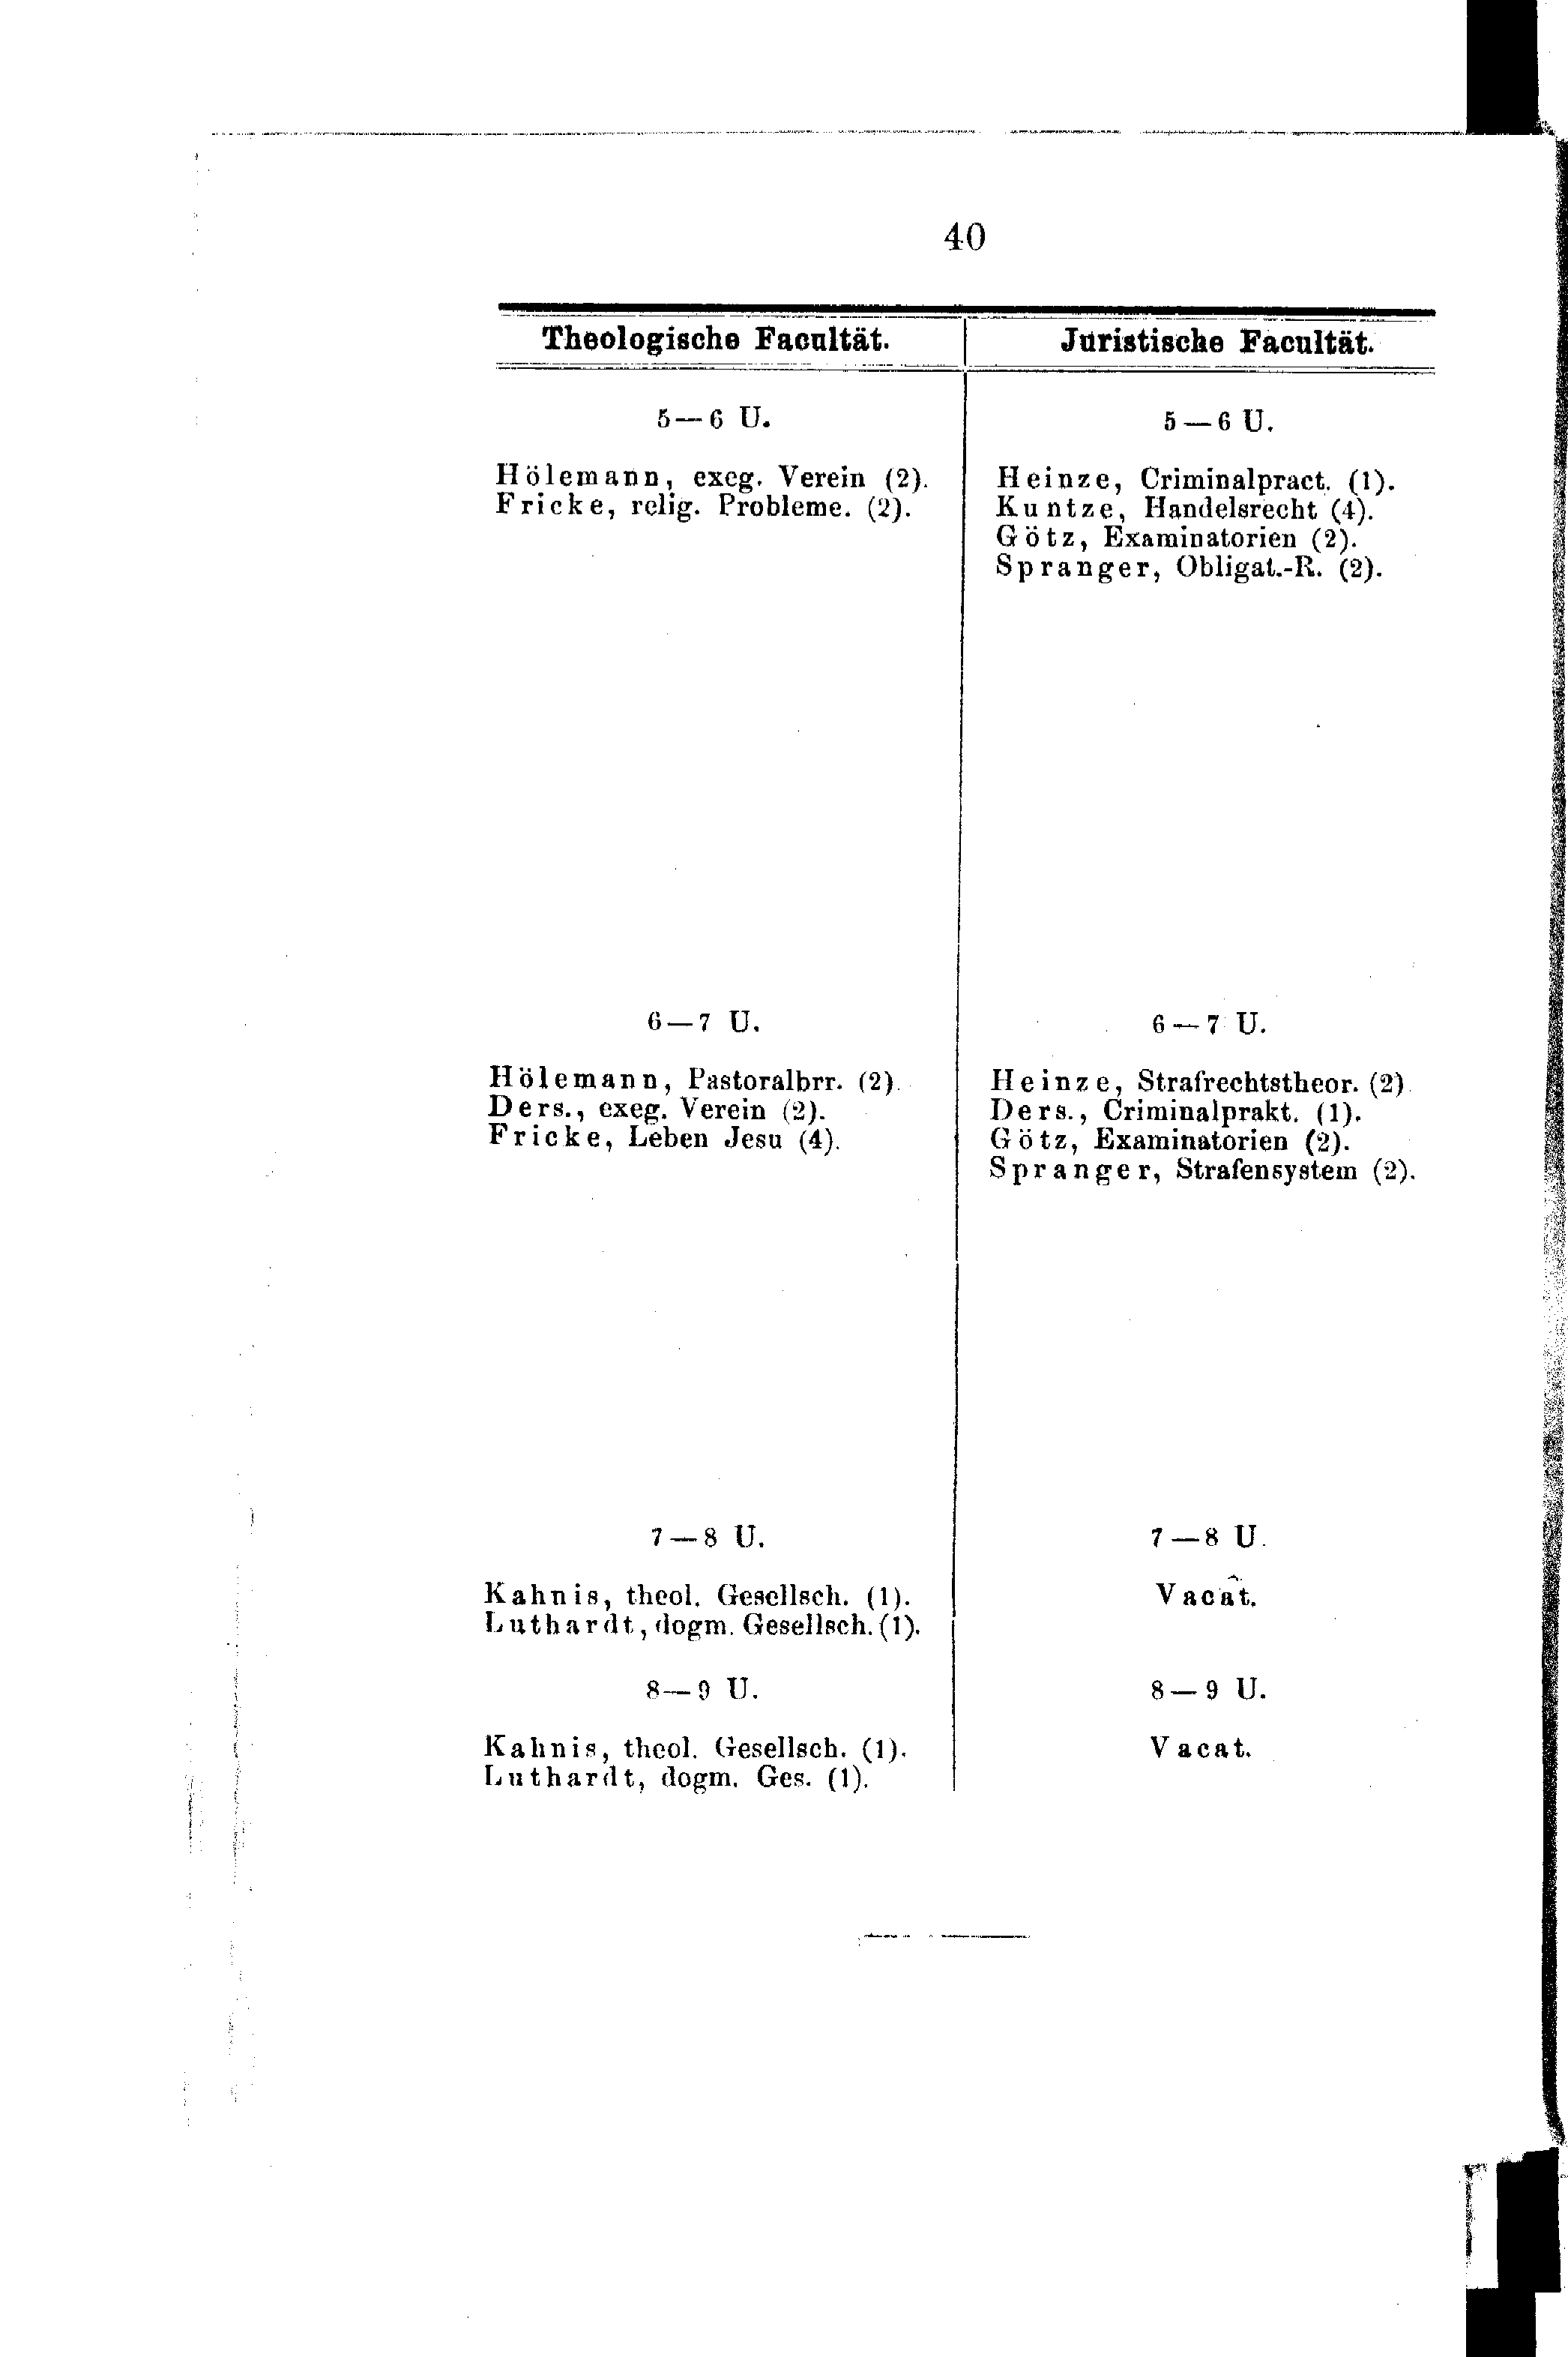 40
Theologische Facultät.
5—6 U.
Hölemann, exeg. Verein (2).
Fricke, relig. Probleme. (2).
6—7 U.
Hölemann, Pastoralbrr. (2).
Ders., exeg. Verein (2).
Fricke, Leben Jesu (4).
7—8 U.
Kahnis, theol. Gesellsch. (1).
Luthardt, dogm. Gesellsch. (1).
8—9 U.
Kahnis, theol. Gesellsch. (1).
Luthardt, dogm. Ges. (1).
Juristische Facultät.
5—6 U.
Heinze, Criminalpract. (1).
Kuntze, Handelsrecht (4).
Götz, Examinatorien (2).
Spranger, Obligat.-R. (2).
6—7 U.
Heinze, Strafrechtstheor. (2)
Ders., Criminalprakt. (1).
Götz, Examinatorien (2).
Spranger, Strafensystem (2).
7—8 U.
Vacat.
8—9 U.
Vacat.